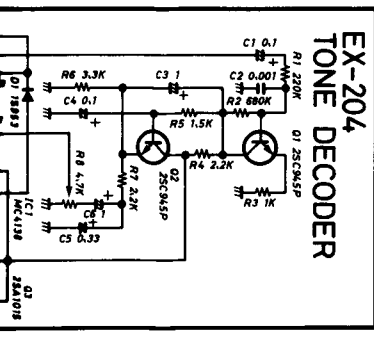 EX-204
TONE DECODER
C1 0.1
R1 220K
R6 3.3K
C3 1
C2 0.001
R2 680K
C4 0.1
R5 1.5K
Q1 2SC945P
D1 1S953
R4 2.2K
Q2
2SC945P
R7 2.2K
R3 1K
R8 4.7K
C6 1
C5 0.33
IC1
MC4136
Q3
2SA1015